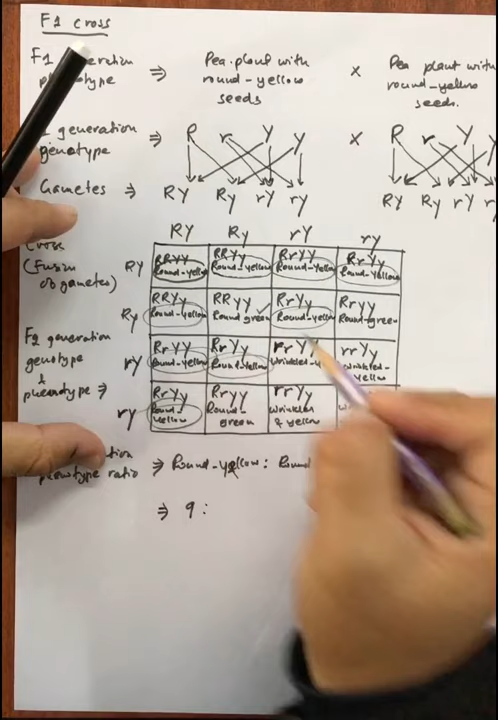 F1 cross
Pea plant with × Pea plant with
⇒ round-yellow round-yellow
seeds seeds.
generation ⇒ R r Y y × R r Y
genotype
Gametes ⇒ RY Ry rY ry RY Ry rY r
RY Ry rY ry
Cross
(Fusion
of gametes)
RY RRYY RRYy RrYY RrYy
Round-yellow Round-yellow Round-yellow Round-yellow
Ry RRYy RRyy RrYy Rryy
Round-yellow Round green ✓ Round-yellow Round-green
F2 generation
genotype
&
phenotype ⇒
rY RrYY RrYy rrYY rrYy
Round-yellow Round-yellow Wrinkled-y Wrinkled-yellow
ry RrYy Rryy rrYy
Round-yellow Round-green Wrinkled & yellow
phenotype ratio ⇒ Round-yellow : Round
⇒ 9 :